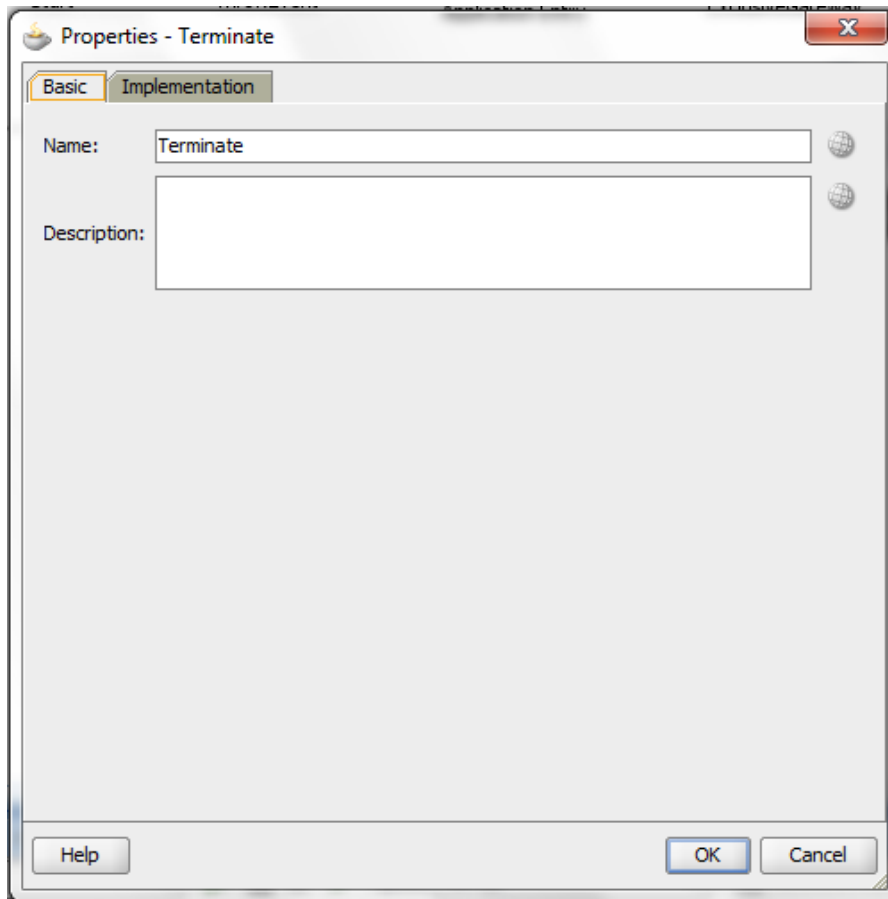 Properties - Terminate
Basic Implementation
Name: Terminate
Description:
Help OK Cancel